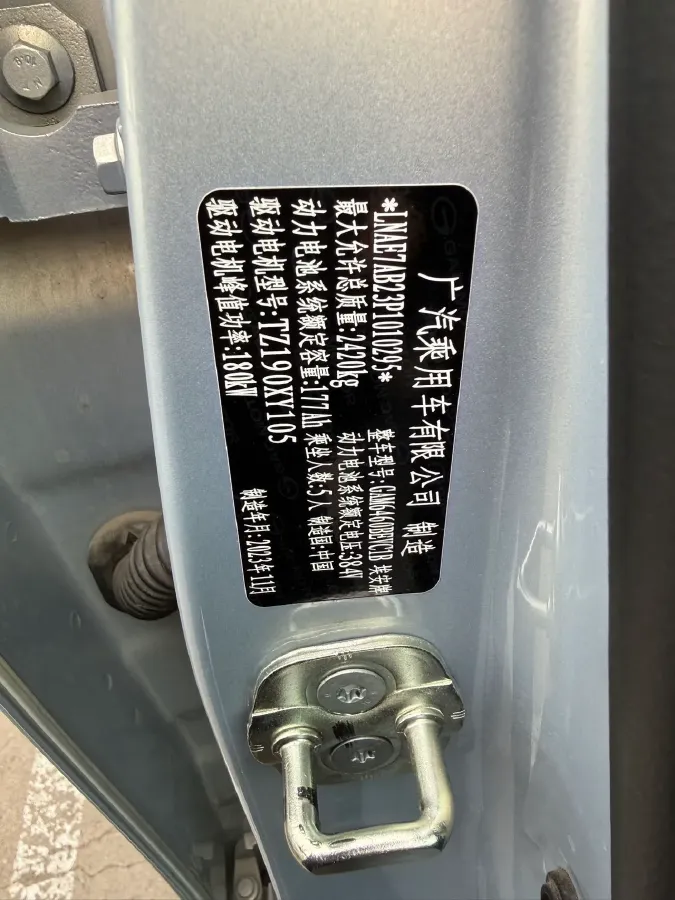 广汽乘用车有限公司 制造
*LNAE7AB23P1010295* 整车型号:GAM6460BEVC1B 埃安牌
最大允许总质量:2420kg 动力电池系统额定电压:384V
动力电池系统额定容量:177Ah 乘坐人数:5人 制造国:中国
驱动电机型号:TZ190XY105
驱动电机峰值功率:180kW 制造年月:2023年11月